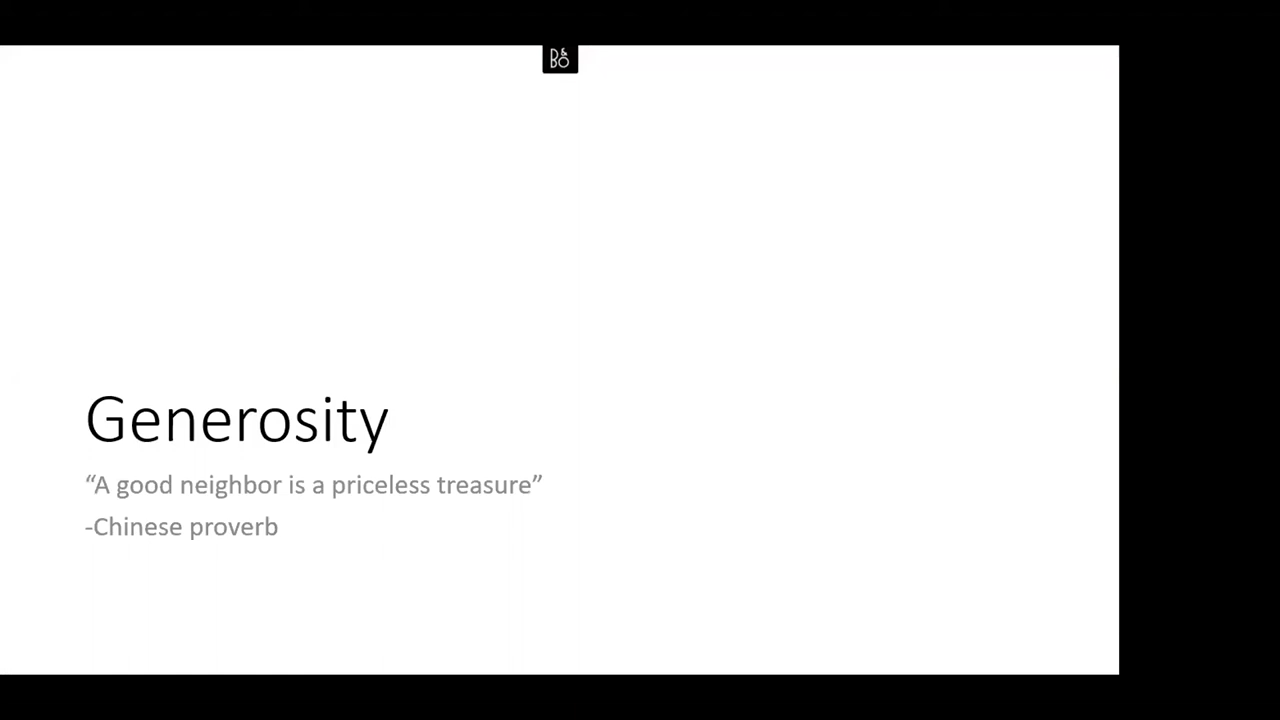 B&O
Generosity
“A good neighbor is a priceless treasure”
-Chinese proverb